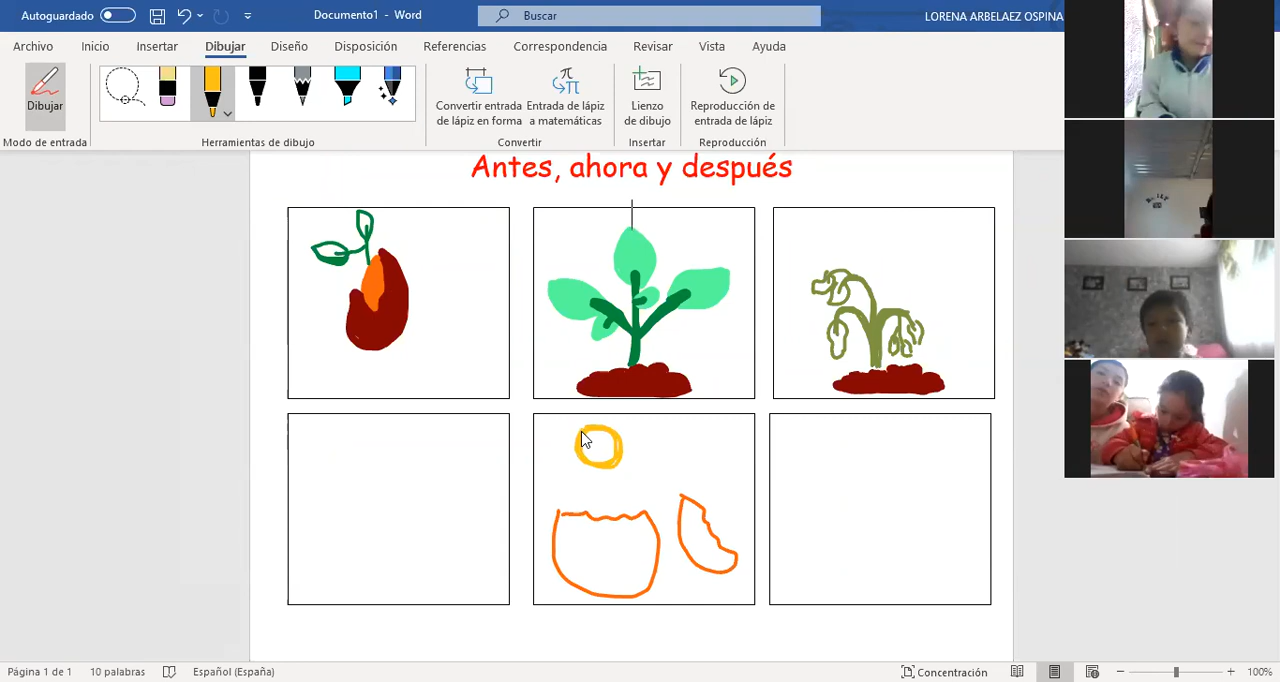 Autoguardado
Documento1 - Word
Buscar
LORENA ARBELAEZ OSPINA
Archivo Inicio Insertar Dibujar Diseño Disposición Referencias Correspondencia Revisar Vista Ayuda
Dibujar
Convertir entrada de lápiz en forma
Entrada de lápiz a matemáticas
Lienzo de dibujo
Reproducción de entrada de lápiz
Modo de entrada
Herramientas de dibujo
Convertir
Insertar
Reproducción
Antes, ahora y después
Página 1 de 1 10 palabras Español (España) Concentración 100%